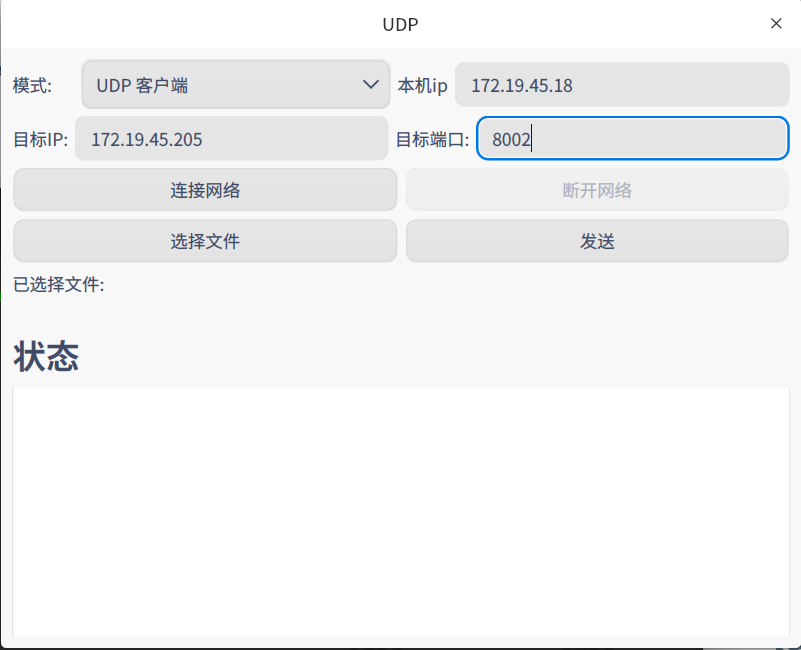 UDP
模式: UDP 客户端 本机ip 172.19.45.18
目标IP: 172.19.45.205 目标端口: 8002
连接网络 断开网络
选择文件 发送
已选择文件:
状态